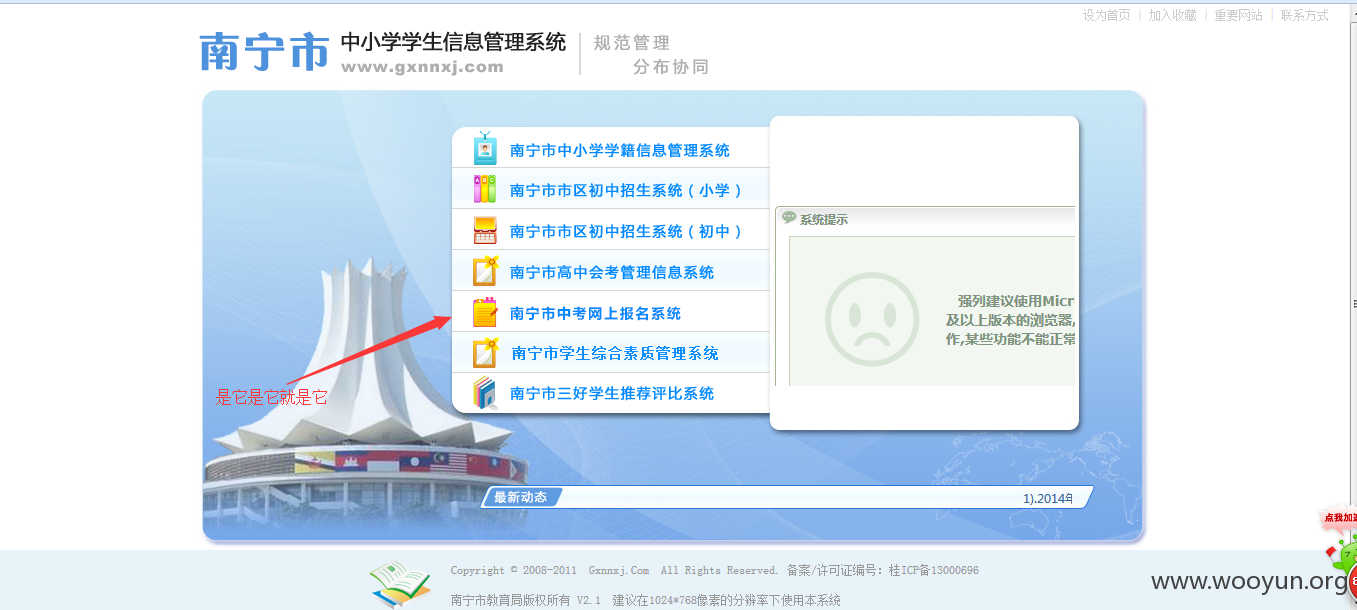 设为首页 | 加入收藏 | 重要网站 | 联系方式
南宁市 中小学学生信息管理系统
www.gxnnxj.com
规范管理
分布协同
南宁市中小学学籍信息管理系统
南宁市市区初中招生系统（小学）
南宁市市区初中招生系统（初中）
南宁市高中会考管理信息系统
南宁市中考网上报名系统
南宁市学生综合素质管理系统
南宁市三好学生推荐评比系统
系统提示
强列建议使用Micr
及以上版本的浏览器,
作,某些功能不能正常
是它是它就是它
最新动态
1).2014年
点我加速
Copyright © 2008-2011 Gxnnxj.Com All Rights Reserved. 备案/许可证编号：桂ICP备13000696
南宁市教育局版权所有 V2.1 建议在1024*768像素的分辨率下使用本系统
www.wooyun.org